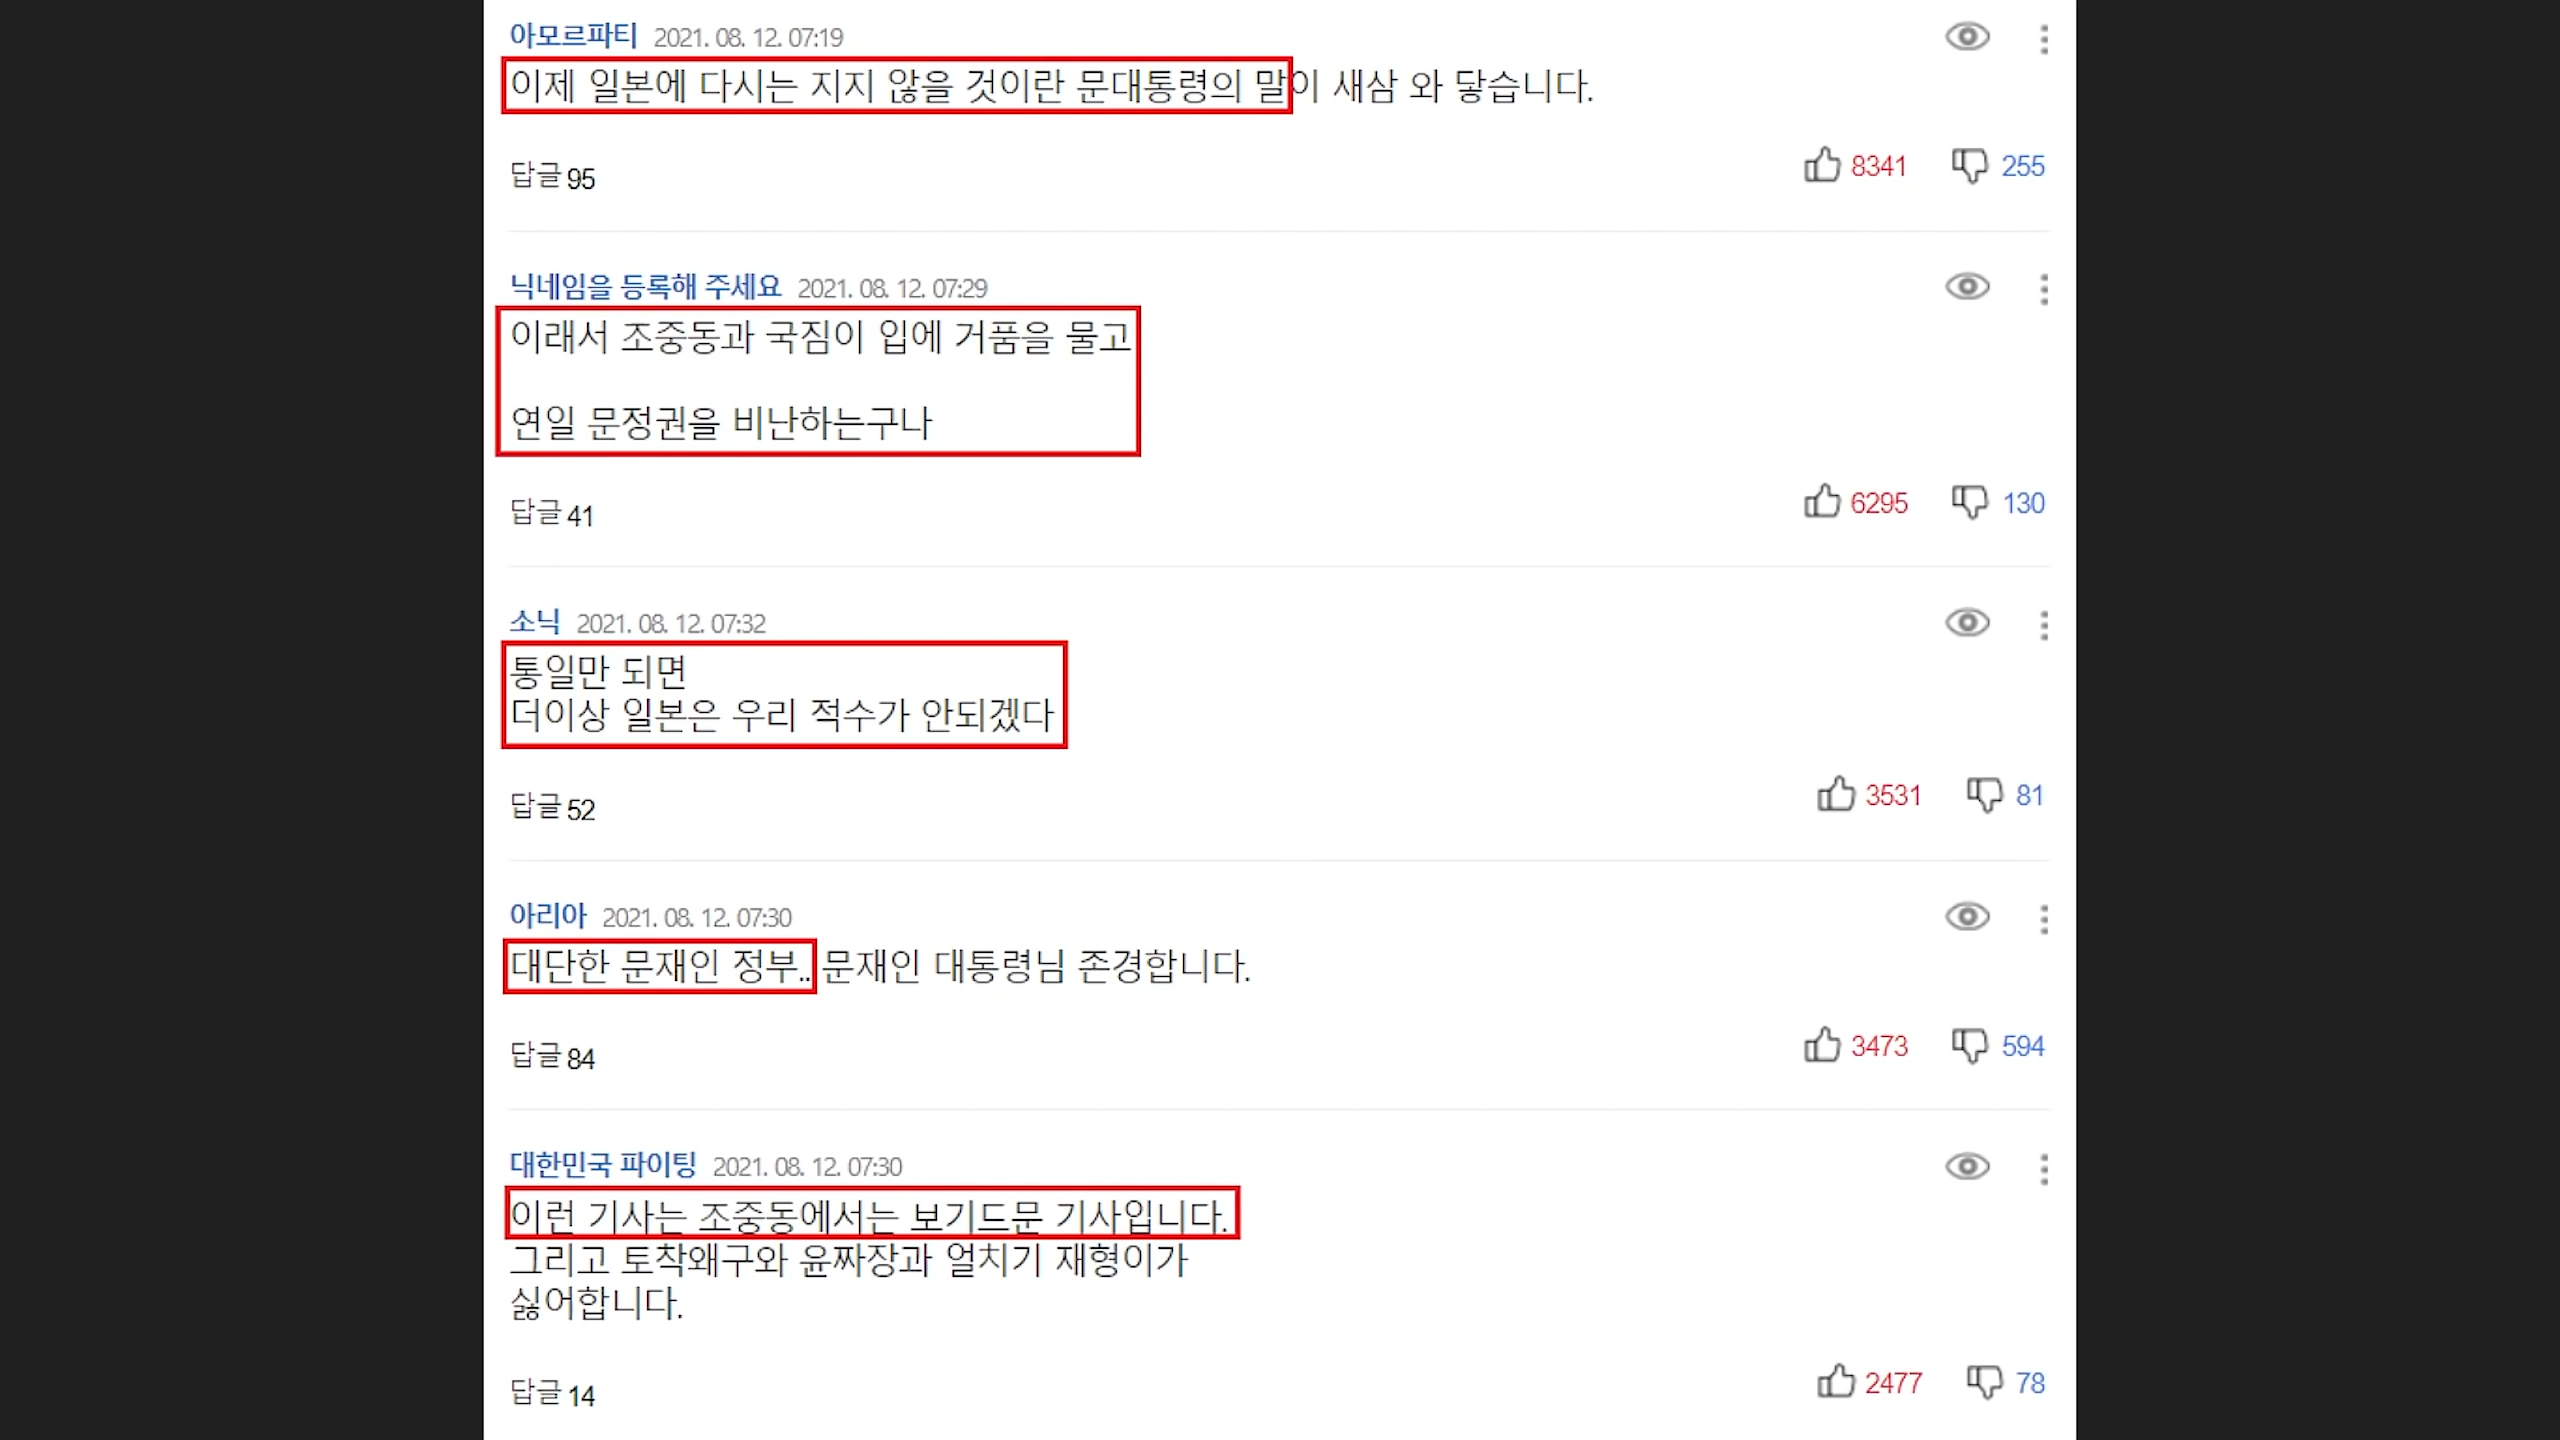 아모르파티 2021. 08. 12. 07:19
이제 일본에 다시는 지지 않을 것이란 문대통령의 말이 새삼 와 닿습니다.
답글 95 8341 255
닉네임을 등록해 주세요 2021. 08. 12. 07:29
이래서 조중동과 국짐이 입에 거품을 물고
연일 문정권을 비난하는구나
답글 41 6295 130
소닉 2021. 08. 12. 07:32
통일만 되면
더이상 일본은 우리 적수가 안되겠다
답글 52 3531 81
아리아 2021. 08. 12. 07:30
대단한 문재인 정부.. 문재인 대통령님 존경합니다.
답글 84 3473 594
대한민국 파이팅 2021. 08. 12. 07:30
이런 기사는 조중동에서는 보기드문 기사입니다.
그리고 토착왜구와 윤짜장과 얼치기 재형이가
싫어합니다.
답글 14 2477 78